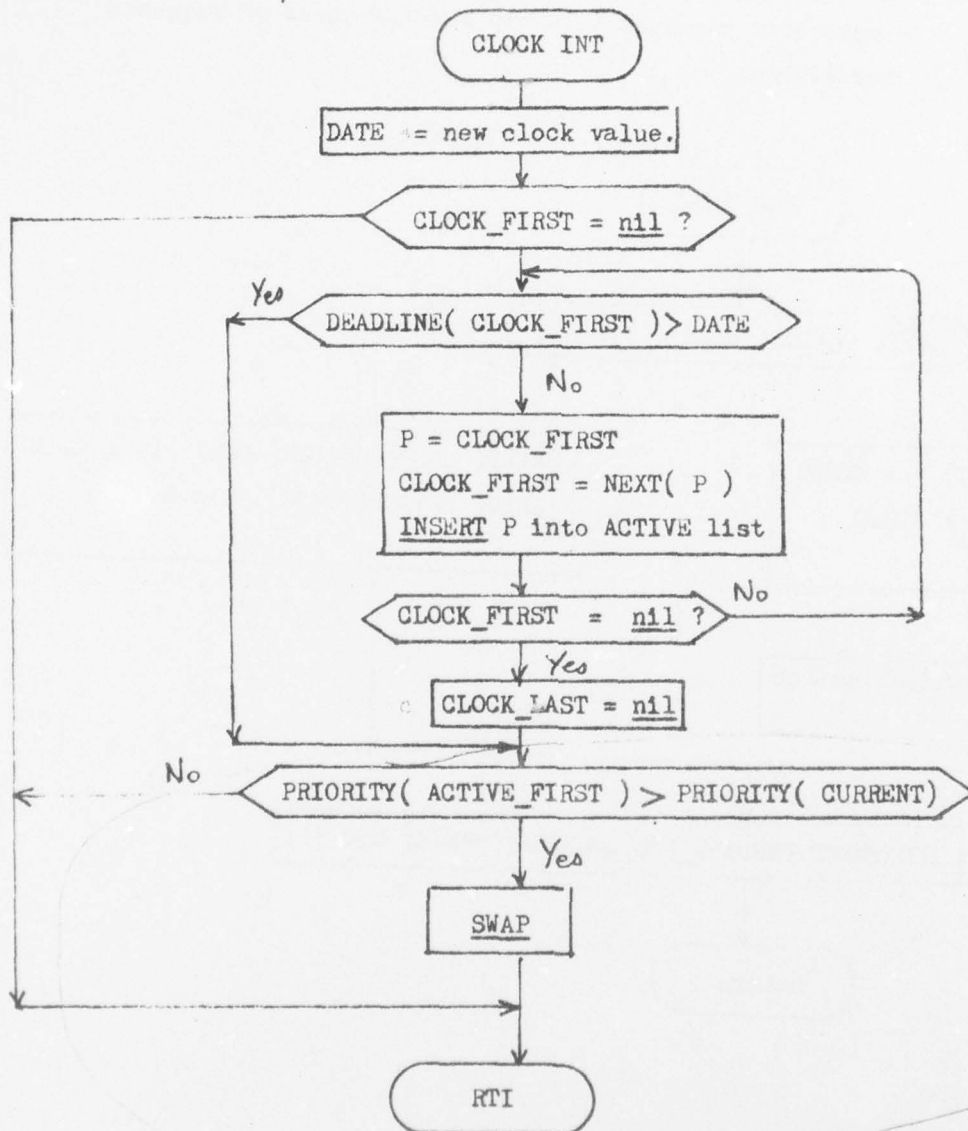 CLOCK INT
DATE = new clock value.
CLOCK_FIRST = nil ?
Yes
DEADLINE( CLOCK_FIRST )> DATE
No
P = CLOCK_FIRST
CLOCK_FIRST = NEXT( P )
INSERT P into ACTIVE list
CLOCK_FIRST = nil ?
No
Yes
CLOCK_LAST = nil
No
PRIORITY( ACTIVE_FIRST ) > PRIORITY( CURRENT)
Yes
SWAP
RTI